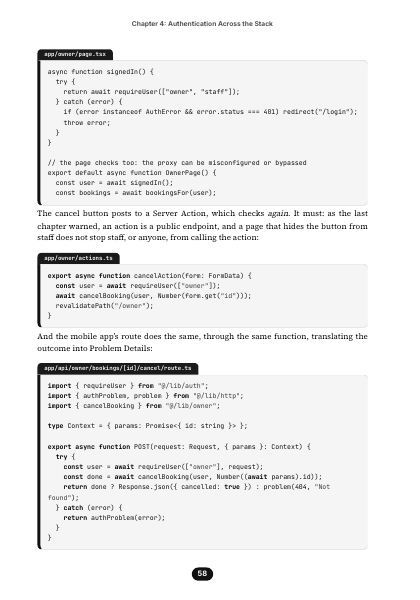 Chapter 4: Authentication Across the Stack
app/owner/page.tsx
async function signedIn() {
  try {
    return await requireUser(["owner", "staff"]);
  } catch (error) {
    if (error instanceof AuthError && error.status === 401) redirect("/login");
    throw error;
  }
}

// the page checks too: the proxy can be misconfigured or bypassed
export default async function OwnerPage() {
  const user = await signedIn();
  const bookings = await bookingsFor(user);
The cancel button posts to a Server Action, which checks again. It must: as the last
chapter warned, an action is a public endpoint, and a page that hides the button from
staff does not stop staff, or anyone, from calling the action:
app/owner/actions.ts
export async function cancelAction(form: FormData) {
  const user = await requireUser(["owner"]);
  await cancelBooking(user, Number(form.get("id")));
  revalidatePath("/owner");
}
And the mobile app's route does the same, through the same function, translating the
outcome into Problem Details:
app/api/owner/bookings/[id]/cancel/route.ts
import { requireUser } from "@/lib/auth";
import { authProblem, problem } from "@/lib/http";
import { cancelBooking } from "@/lib/owner";

type Context = { params: Promise<{ id: string }> };

export async function POST(request: Request, { params }: Context) {
  try {
    const user = await requireUser(["owner"], request);
    const done = await cancelBooking(user, Number((await params).id));
    return done ? Response.json({ cancelled: true }) : problem(404, "Not
found");
  } catch (error) {
    return authProblem(error);
  }
}
58